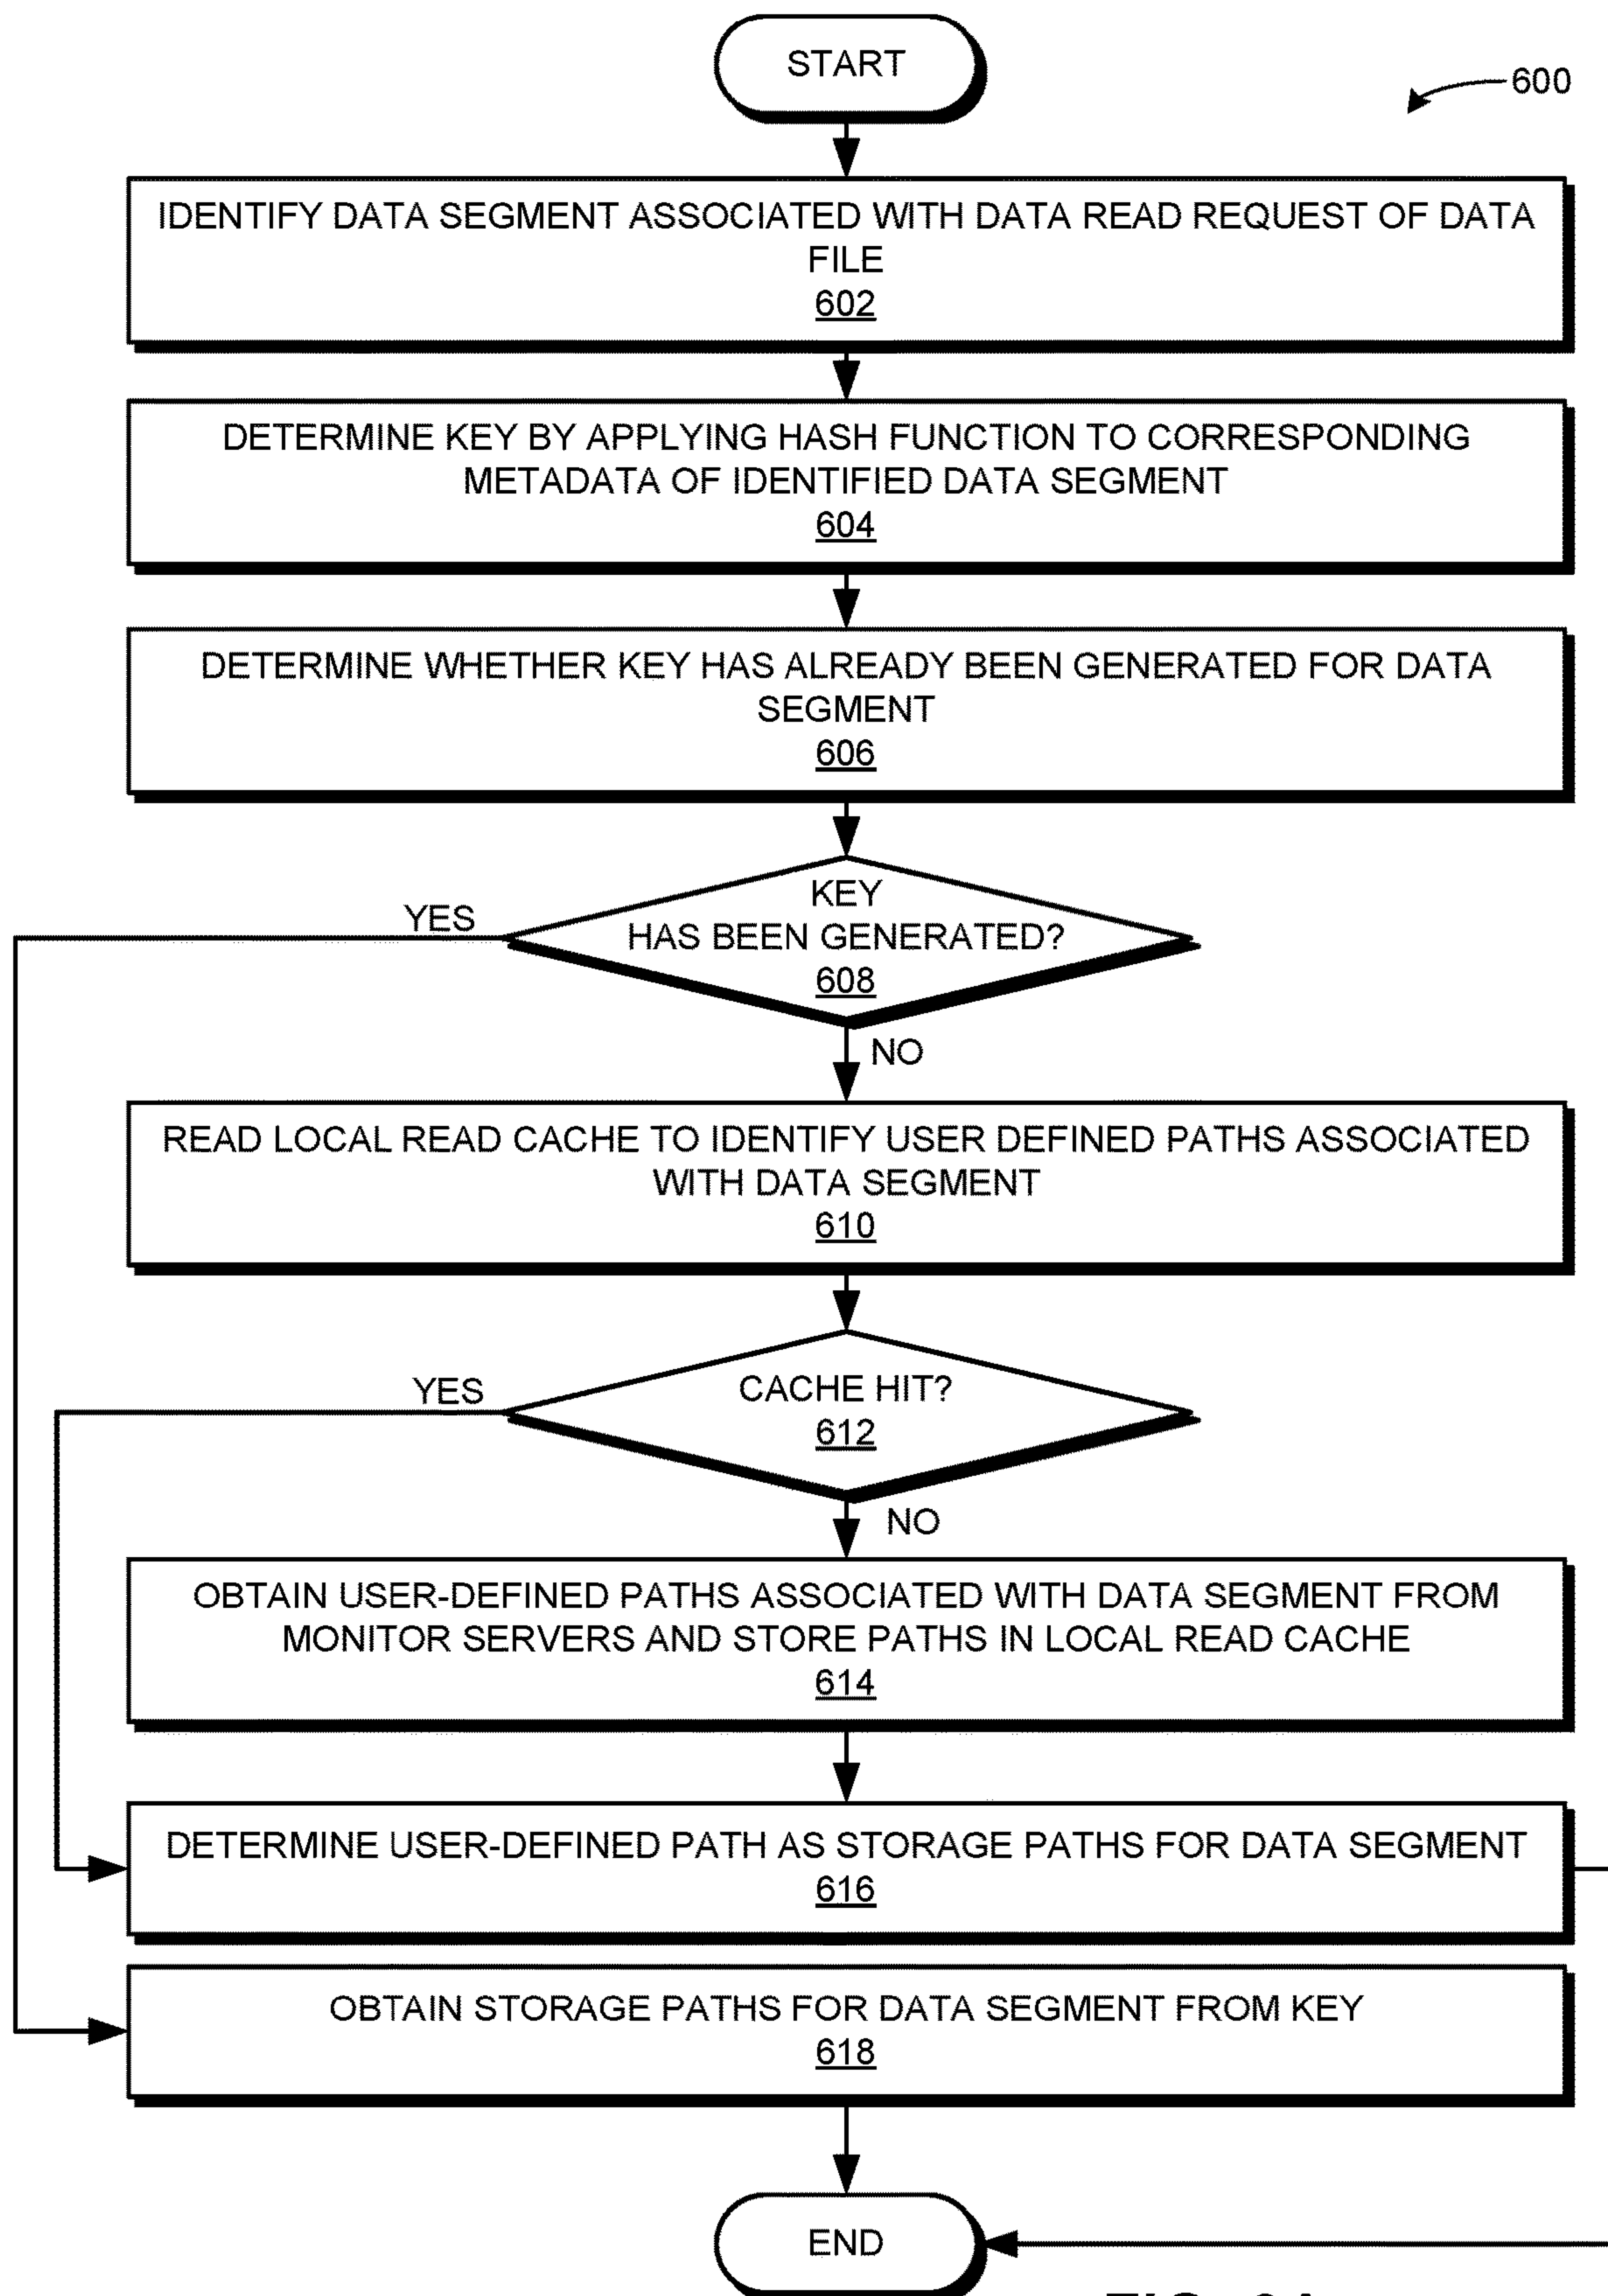 START
600
IDENTIFY DATA SEGMENT ASSOCIATED WITH DATA READ REQUEST OF DATA
FILE
602
DETERMINE KEY BY APPLYING HASH FUNCTION TO CORRESPONDING
METADATA OF IDENTIFIED DATA SEGMENT
604
DETERMINE WHETHER KEY HAS ALREADY BEEN GENERATED FOR DATA
SEGMENT
606
YES
KEY
HAS BEEN GENERATED?
608
NO
READ LOCAL READ CACHE TO IDENTIFY USER DEFINED PATHS ASSOCIATED
WITH DATA SEGMENT
610
YES
CACHE HIT?
612
NO
OBTAIN USER-DEFINED PATHS ASSOCIATED WITH DATA SEGMENT FROM
MONITOR SERVERS AND STORE PATHS IN LOCAL READ CACHE
614
DETERMINE USER-DEFINED PATH AS STORAGE PATHS FOR DATA SEGMENT
616
OBTAIN STORAGE PATHS FOR DATA SEGMENT FROM KEY
618
END